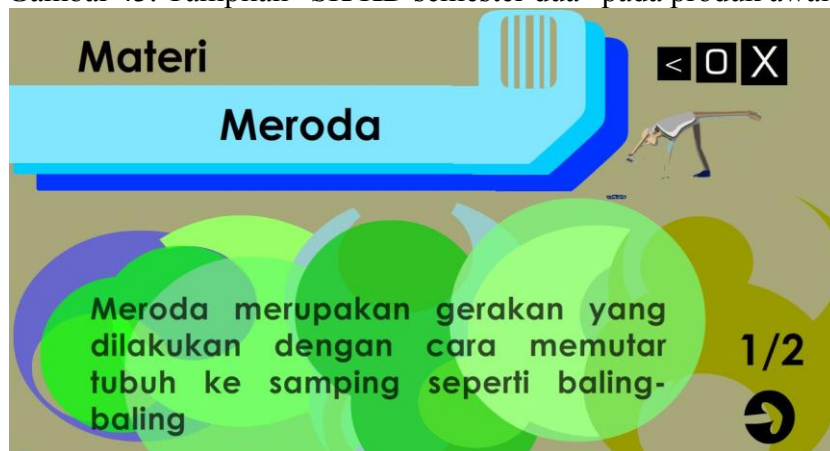 Materi
< O X
Meroda
Meroda merupakan gerakan yang
dilakukan dengan cara memutar
tubuh ke samping seperti baling-
baling
1/2